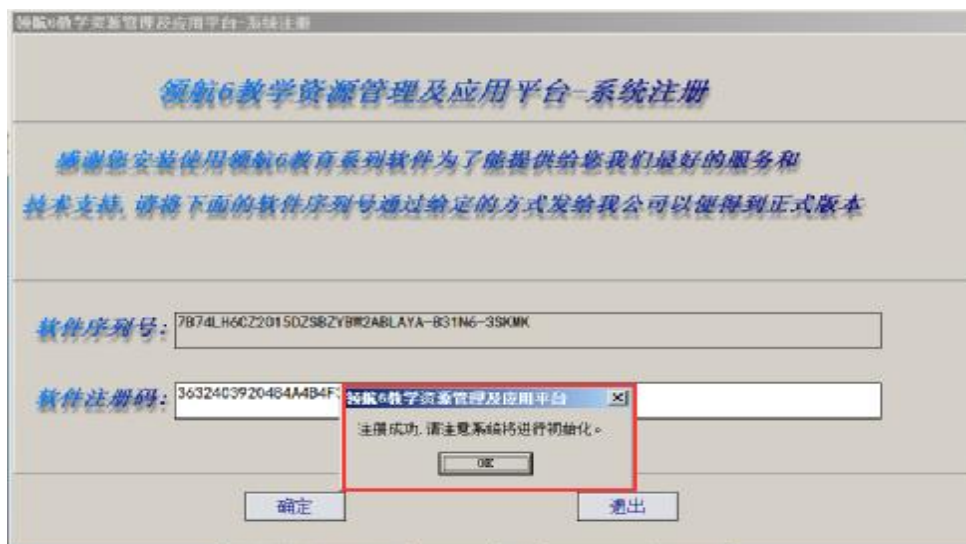 领航6教学资源管理及应用平台-系统注册
领航6教学资源管理及应用平台-系统注册
感谢您安装使用领航6教育系列软件为了能提供给您我们最好的服务和
技术支持,请将下面的软件序列号通过给定的方式发给我公司以便得到正式版本
软件序列号:
7B74LH6CZ2015DZSBZYBW2ABLAYA-B31N6-3SKMK
软件注册码:
3632403920484A4B4F3
领航6教学资源管理及应用平台
注册成功,请注意系统将进行初始化。
OK
确定
退出